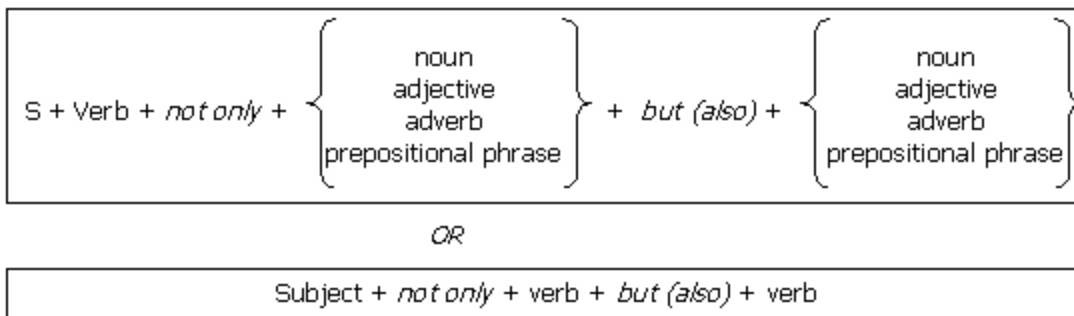 noun noun
adjective adjective
S + Verb + not only + adverb + but (also) + adverb
prepositional phrase prepositional phrase
OR
Subject + not only + verb + but (also) + verb